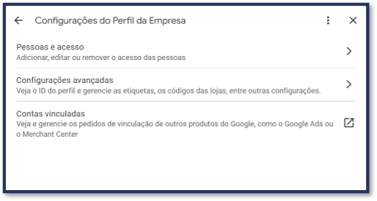 Configurações do Perfil da Empresa
Pessoas e acesso
Adicionar, editar ou remover o acesso das pessoas
Configurações avançadas
Veja o ID do perfil e gerencie as etiquetas, os códigos das lojas, entre outras configurações.
Contas vinculadas
Veja e gerencie os pedidos de vinculação de outros produtos do Google, como o Google Ads ou
o Merchant Center